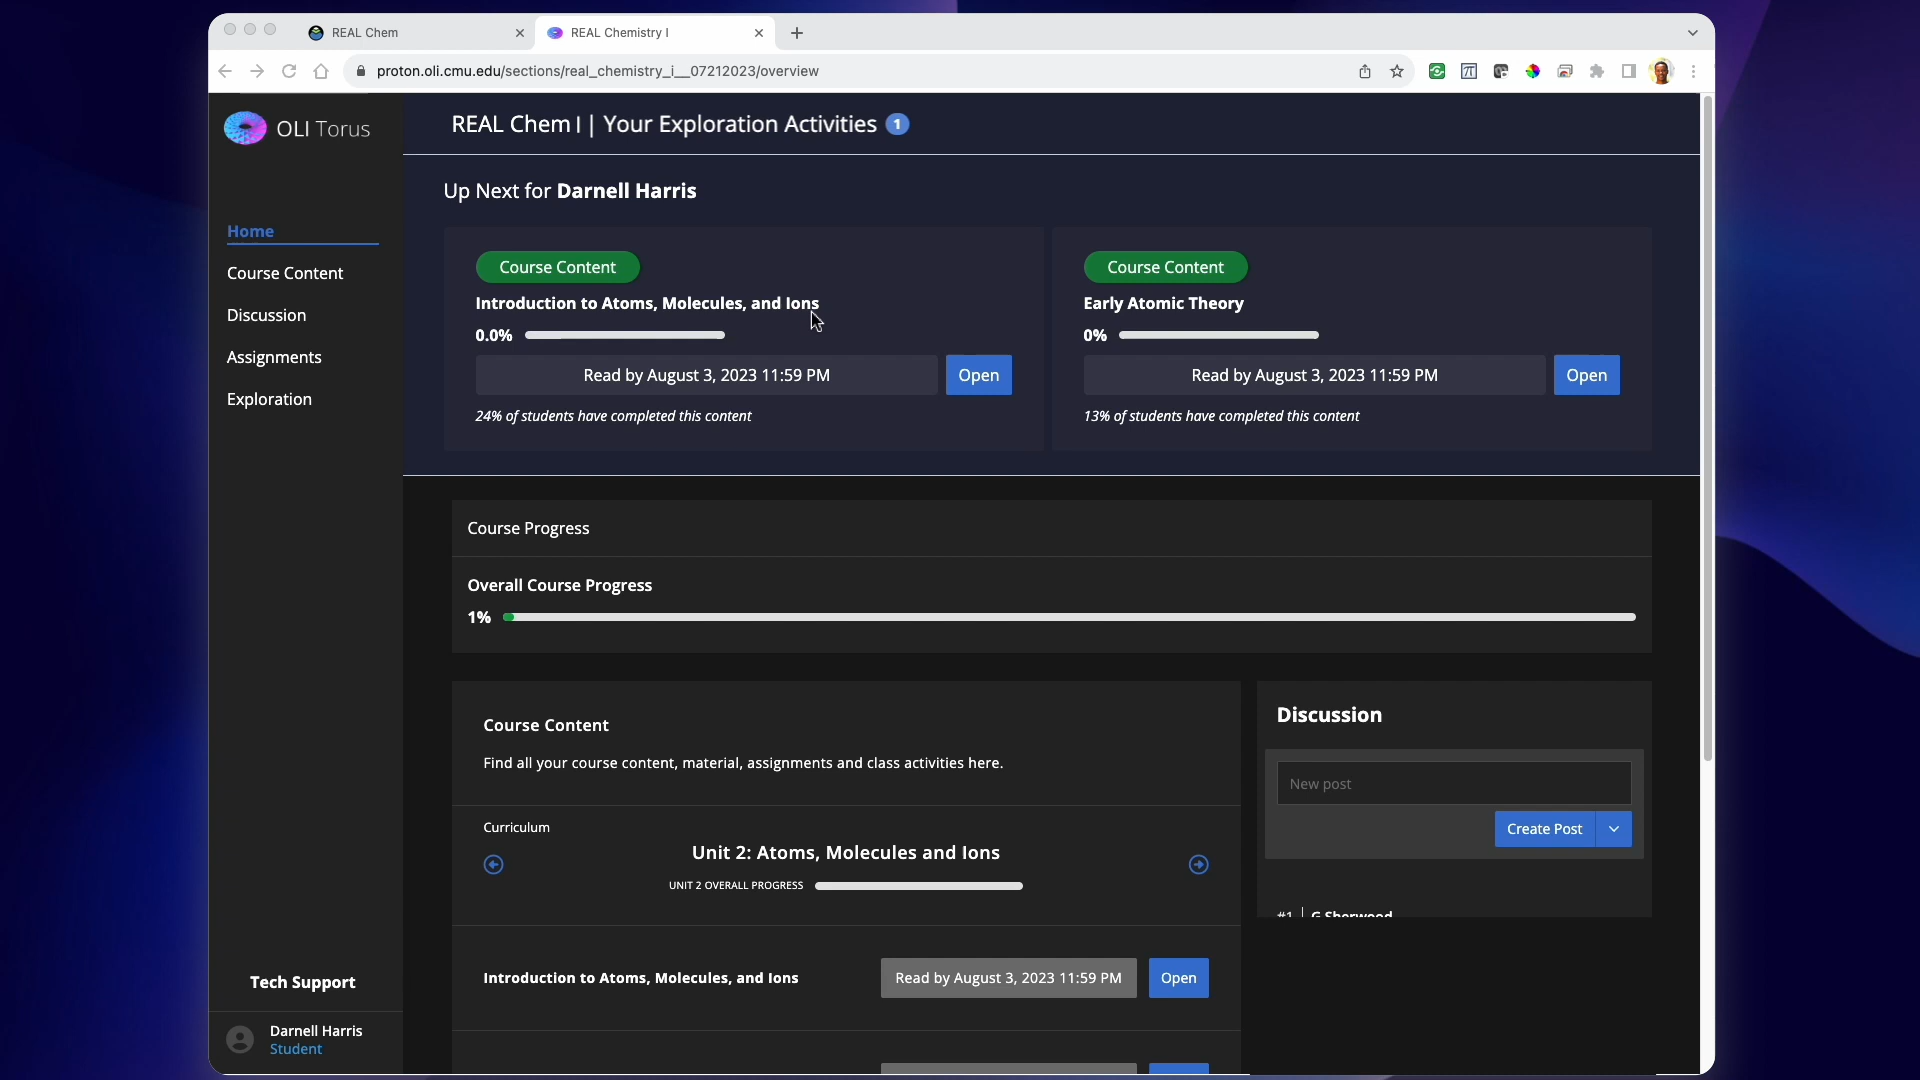 REAL Chem
REAL Chemistry I
proton.oli.cmu.edu/sections/real_chemistry_i__07212023/overview
OLI Torus
REAL Chem I | Your Exploration Activities 1
Up Next for Darnell Harris
Home
Course Content
Discussion
Assignments
Exploration
Course Content
Introduction to Atoms, Molecules, and Ions
0.0%
Read by August 3, 2023 11:59 PM
Open
24% of students have completed this content
Course Content
Early Atomic Theory
0%
Read by August 3, 2023 11:59 PM
Open
13% of students have completed this content
Course Progress
Overall Course Progress
1%
Course Content
Find all your course content, material, assignments and class activities here.
Curriculum
Unit 2: Atoms, Molecules and Ions
UNIT 2 OVERALL PROGRESS
Introduction to Atoms, Molecules, and Ions
Read by August 3, 2023 11:59 PM
Open
Discussion
New post
Create Post
#1 | G Sherwood
Tech Support
Darnell Harris
Student